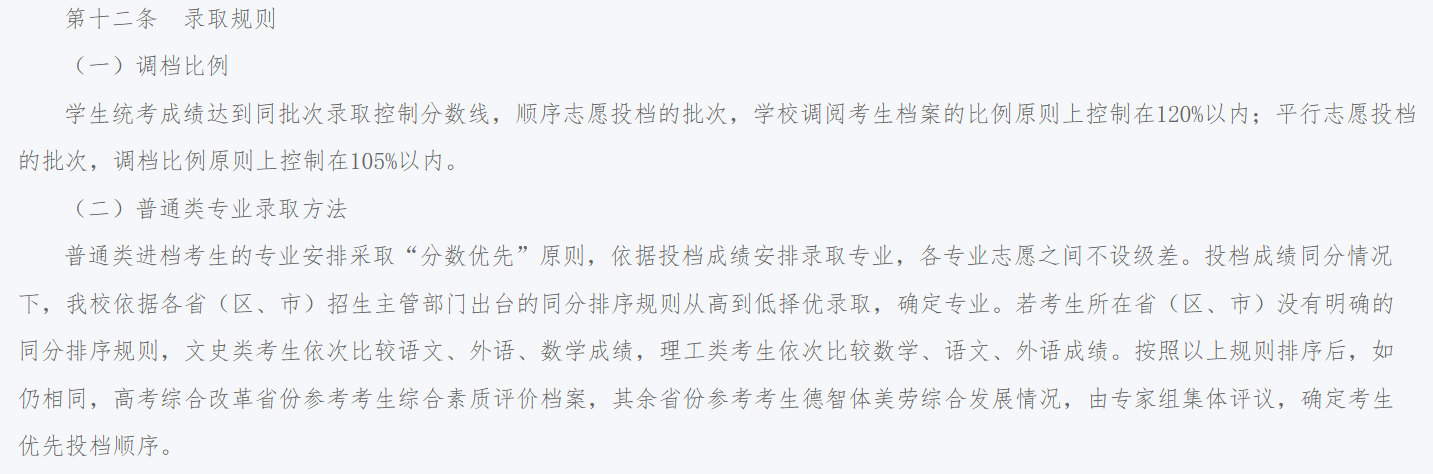 第十二条　录取规则
（一）调档比例
学生统考成绩达到同批次录取控制分数线，顺序志愿投档的批次，学校调阅考生档案的比例原则上控制在120%以内；平行志愿投档
的批次，调档比例原则上控制在105%以内。
（二）普通类专业录取方法
普通类进档考生的专业安排采取“分数优先”原则，依据投档成绩安排录取专业，各专业志愿之间不设级差。投档成绩同分情况
下，我校依据各省（区、市）招生主管部门出台的同分排序规则从高到低择优录取，确定专业。若考生所在省（区、市）没有明确的
同分排序规则，文史类考生依次比较语文、外语、数学成绩，理工类考生依次比较数学、语文、外语成绩。按照以上规则排序后，如
仍相同，高考综合改革省份参考考生综合素质评价档案，其余省份参考考生德智体美劳综合发展情况，由专家组集体评议，确定考生
优先投档顺序。